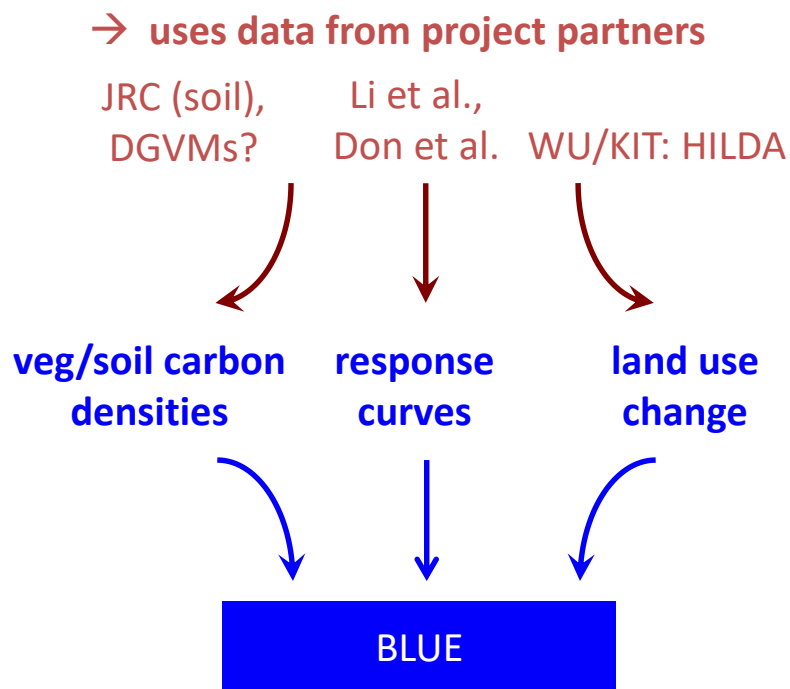 → uses data from project partners
JRC (soil),
DGVMs?
Li et al.,
Don et al.
WU/KIT: HILDA
veg/soil carbon
densities
response
curves
land use
change
BLUE